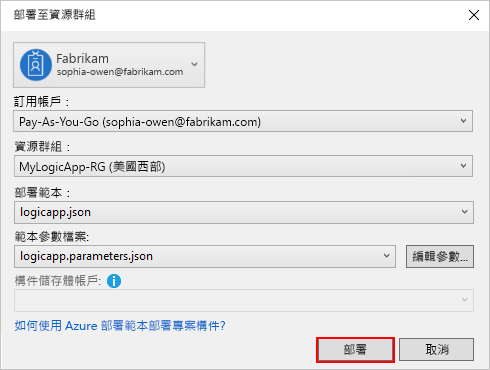 部署至資源群組
Fabrikam
sophia-owen@fabrikam.com
訂用帳戶：
Pay-As-You-Go (sophia-owen@fabrikam.com)
資源群組：
MyLogicApp-RG (美國西部)
部署範本：
logicapp.json
範本參數檔案:
logicapp.parameters.json
編輯參數...
構件儲存體帳戶:
如何使用 Azure 部署範本部署專案構件?
部署
取消